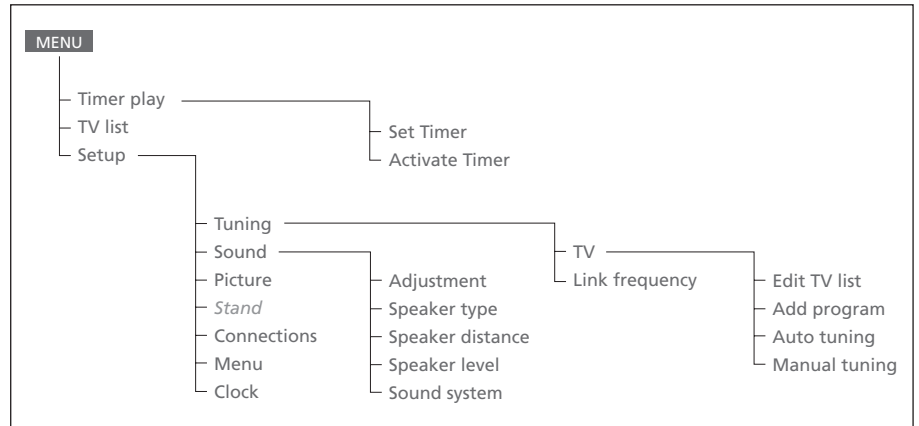 MENU
Timer play
TV list
Setup
Set Timer
Activate Timer
Tuning
Sound
Picture
Stand
Connections
Menu
Clock
Adjustment
Speaker type
Speaker distance
Speaker level
Sound system
TV
Link frequency
Edit TV list
Add program
Auto tuning
Manual tuning